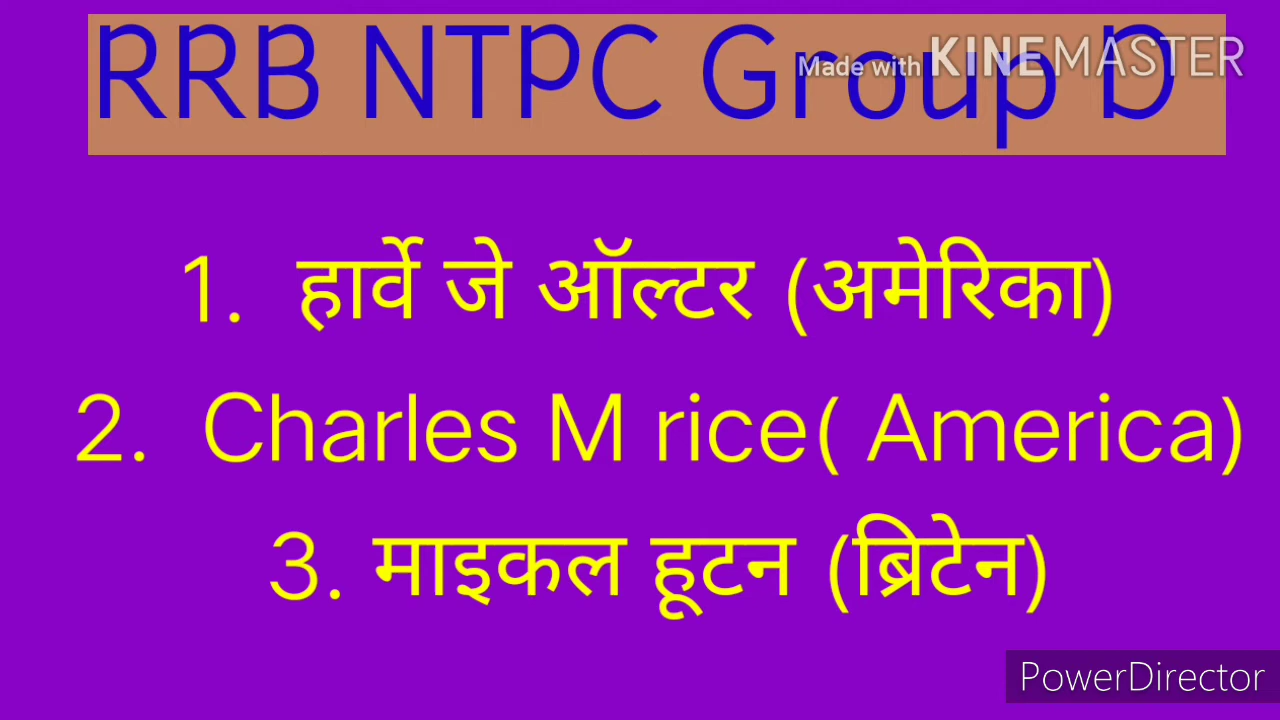 RRB NTPC Group D
Made with KINEMASTER
1. हार्वे जे ऑल्टर (अमेरिका)
2. Charles M rice( America)
3. माइकल हूटन (ब्रिटेन)
PowerDirector